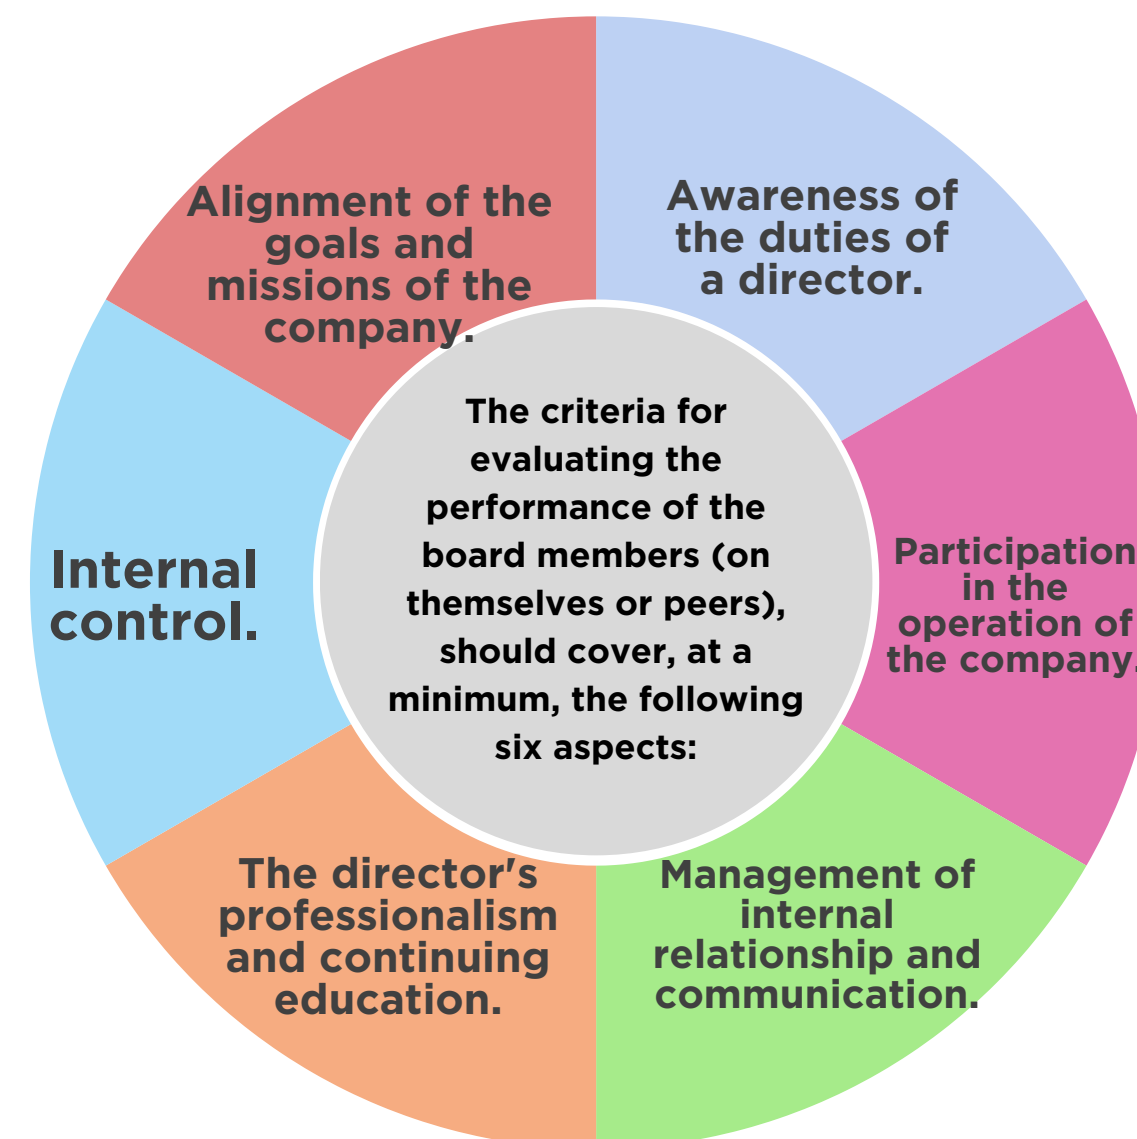 Alignment of the
goals and
missions of the
company.
Awareness of
the duties of
a director.
The criteria for
evaluating the
performance of the
board members (on
themselves or peers),
should cover, at a
minimum, the following
six aspects:
Internal
control.
Participation
in the
operation of
the company.
The director's
professionalism
and continuing
education.
Management of
internal
relationship and
communication.